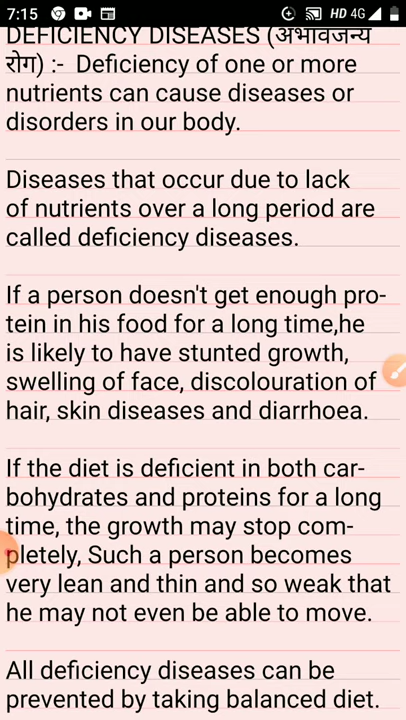 7:15 HD 4G
DEFICIENCY DISEASES (अभावजन्य
रोग) :- Deficiency of one or more
nutrients can cause diseases or
disorders in our body.
Diseases that occur due to lack
of nutrients over a long period are
called deficiency diseases.
If a person doesn't get enough pro-
tein in his food for a long time,he
is likely to have stunted growth,
swelling of face, discolouration of
hair, skin diseases and diarrhoea.
If the diet is deficient in both car-
bohydrates and proteins for a long
time, the growth may stop com-
pletely, Such a person becomes
very lean and thin and so weak that
he may not even be able to move.
All deficiency diseases can be
prevented by taking balanced diet.